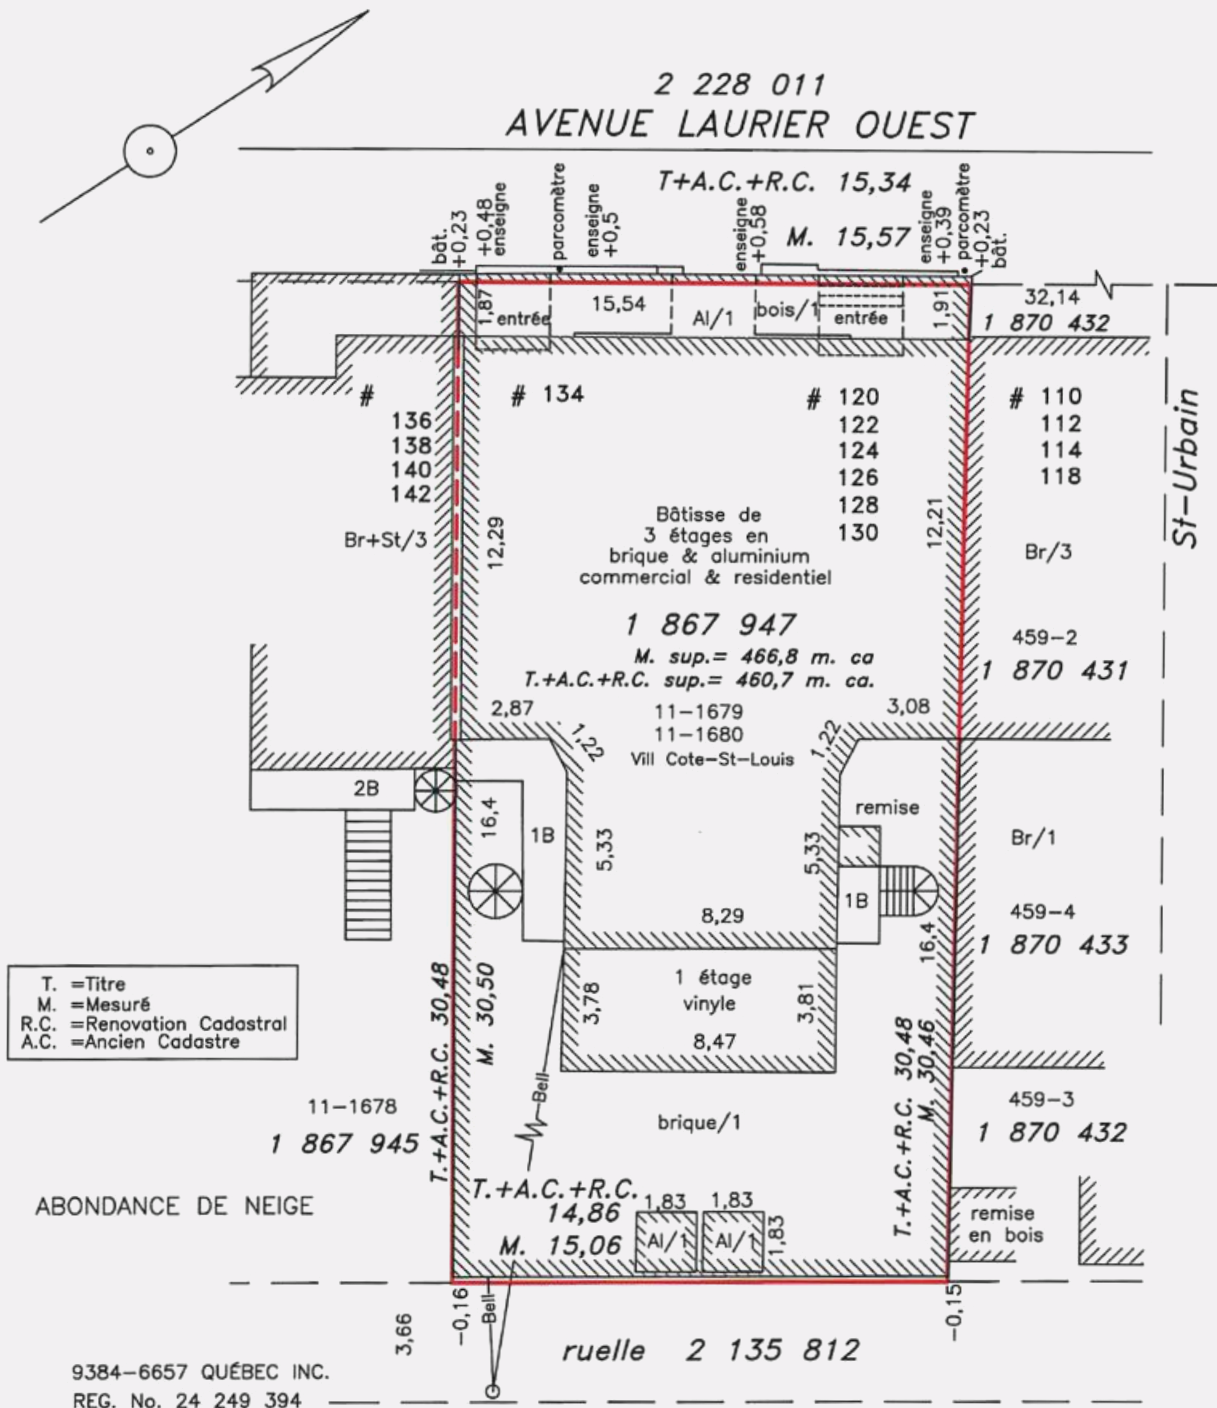 2 228 011
AVENUE LAURIER OUEST
T+A.C.+R.C. 15,34
M. 15,57
bât.
+0,23
+0,48
enseigne
parcomètre
enseigne
+0,5
enseigne
+0,58
enseigne
+0,39
parcomètre
+0,23
bât.
1,87
entrée
15,54
Al/1
bois/1
entrée
1,91
32,14
1 870 432
#
136
138
140
142
# 134
# 120
122
124
126
128
130
# 110
112
114
118
St-Urbain
Br+St/3
12,29
Bâtisse de
3 étages en
brique & aluminium
commercial & residentiel
12,21
Br/3
1 867 947
M. sup.= 466,8 m. ca
T.+A.C.+R.C. sup.= 460,7 m. ca.
459-2
1 870 431
2,87
11-1679
11-1680
Vill Cote-St-Louis
3,08
1,22
1,22
2B
16,4
1B
5,33
5,33
remise
1B
16,4
Br/1
8,29
459-4
1 870 433
T. =Titre
M. =Mesuré
R.C. =Renovation Cadastral
A.C. =Ancien Cadastre
T.+A.C.+R.C. 30,48
M. 30,50
3,78
1 étage
vinyle
3,81
8,47
T.+A.C.+R.C. 30,48
M. 30,46
Bell
11-1678
1 867 945
brique/1
459-3
1 870 432
ABONDANCE DE NEIGE
T.+A.C.+R.C.
14,86
M. 15,06
1,83
1,83
Al/1
Al/1
1,83
remise
en bois
3,66
-0,16
Bell
-0,15
ruelle 2 135 812
9384-6657 QUÉBEC INC.
REG. No. 24 249 394